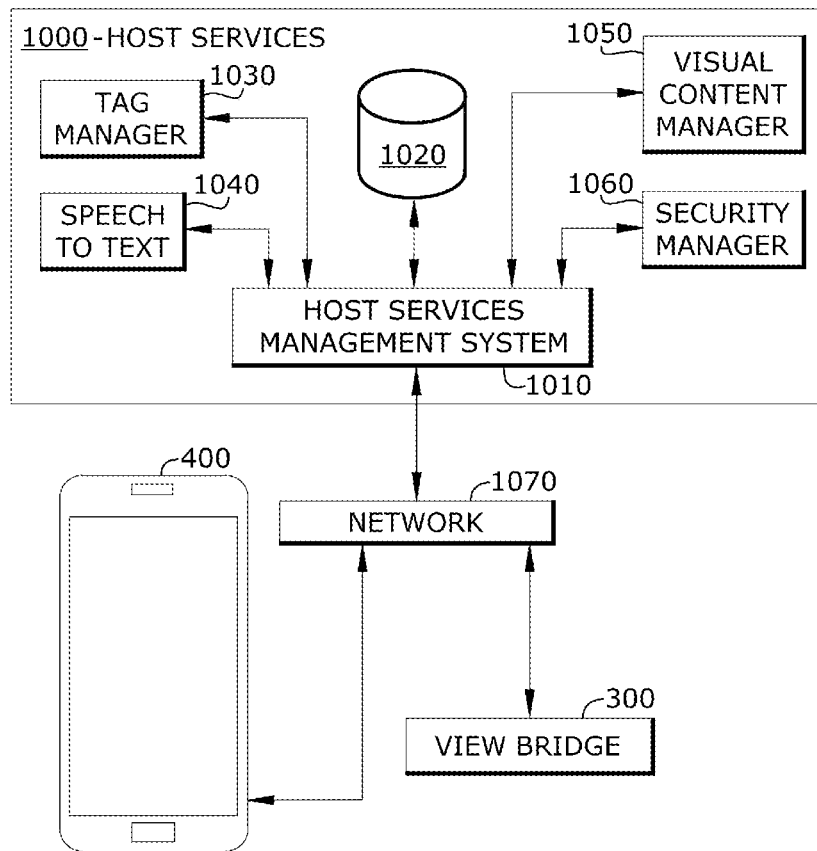 1000-HOST SERVICES
1030
TAG
MANAGER
1040
SPEECH
TO TEXT
1020
1050
VISUAL
CONTENT
MANAGER
1060
SECURITY
MANAGER
HOST SERVICES
MANAGEMENT SYSTEM
1010
400
1070
NETWORK
300
VIEW BRIDGE